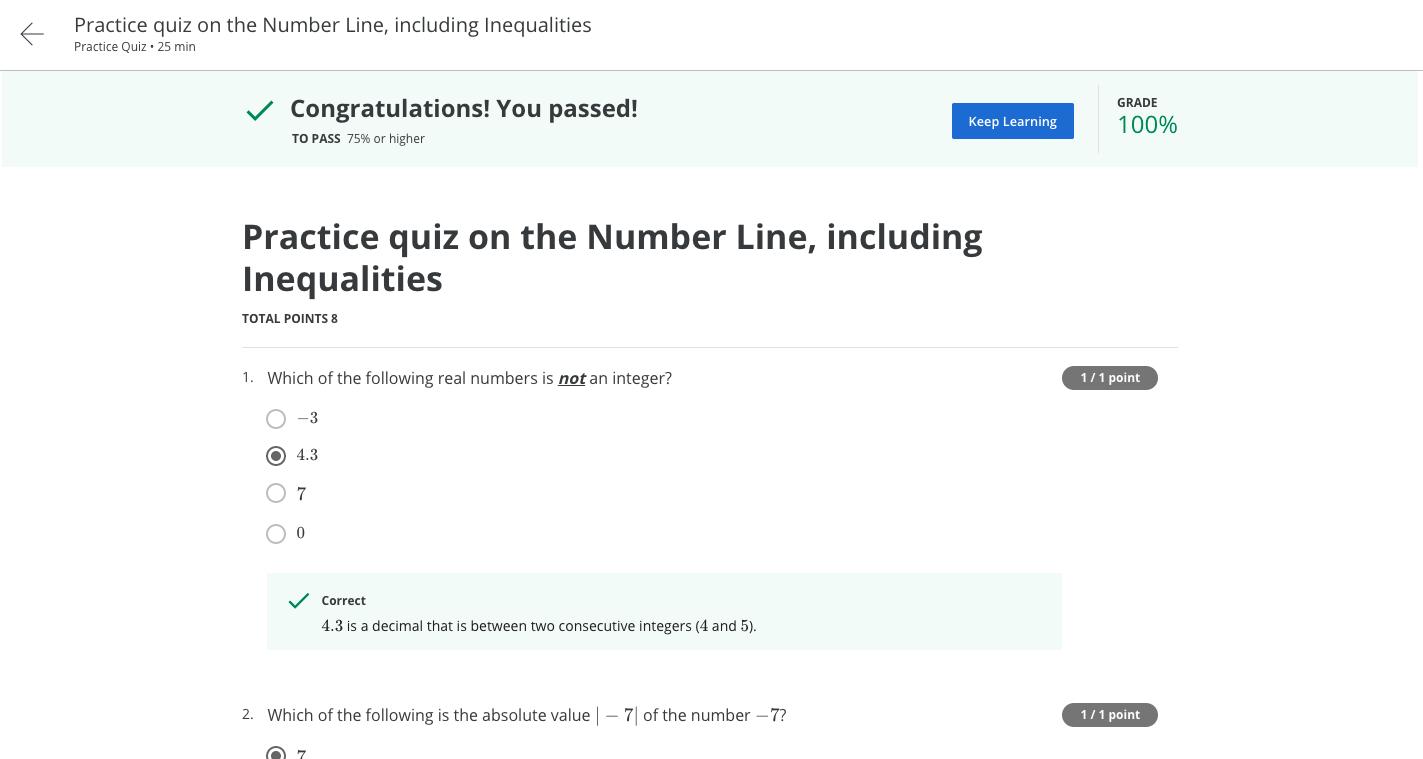 Practice quiz on the Number Line, including Inequalities
Practice Quiz • 25 min
Congratulations! You passed!
TO PASS 75% or higher
Keep Learning
GRADE
100%
Practice quiz on the Number Line, including
Inequalities
TOTAL POINTS 8
1. Which of the following real numbers is not an integer?
1 / 1 point
−3
4.3
7
0
Correct
4.3 is a decimal that is between two consecutive integers (4 and 5).
2. Which of the following is the absolute value | − 7| of the number −7?
1 / 1 point
7